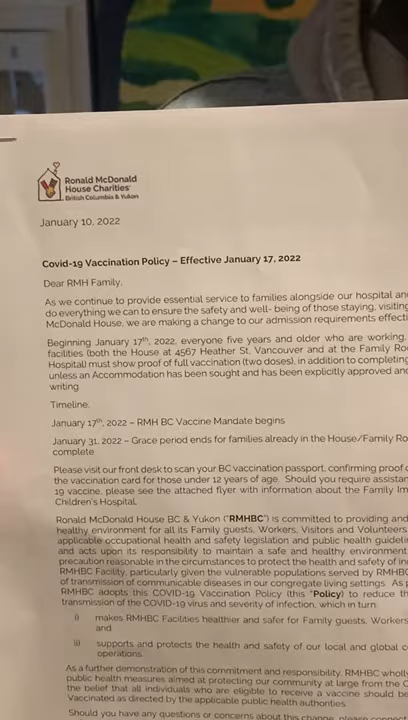 Ronald McDonald
House Charities
British Columbia & Yukon
January 10, 2022
Covid-19 Vaccination Policy – Effective January 17, 2022
Dear RMH Family,
As we continue to provide essential service to families alongside our hospital an
do everything we can to ensure the safety and well- being of those staying, visiting
McDonald House, we are making a change to our admission requirements effecti
Beginning January 17th, 2022, everyone five years and older who are working,
facilities (both the House at 4567 Heather St. Vancouver and at the Family Ro
Hospital) must show proof of full vaccination (two doses), in addition to completing
unless an Accommodation has been sought and has been explicitly approved an
writing.
Timeline:
January 17th, 2022 – RMH BC Vaccine Mandate begins
January 31, 2022 – Grace period ends for families already in the House/Family Ro
complete
Please visit our front desk to scan your BC vaccination passport, confirming proof o
the vaccination card for those under 12 years of age. Should you require assistan
19 vaccine, please see the attached flyer with information about the Family Im
Children's Hospital.
Ronald McDonald House BC & Yukon ("RMHBC") is committed to providing and
healthy environment for all its Family Guests, Workers, Visitors and Volunteers
applicable occupational health and safety legislation and public health guideli
and acts upon its responsibility to maintain a safe and healthy environment
precaution reasonable in the circumstances to protect the health and safety of in
RMHBC Facility, particularly given the vulnerable populations served by RMHBC
of transmission of communicable diseases in our congregate living settings. As p
RMHBC adopts this COVID-19 Vaccination Policy (this "Policy) to reduce th
transmission of the COVID-19 virus and severity of infection, which in turn:
i) makes RMHBC Facilities healthier and safer for Family guests, Workers
and
ii) supports and protects the health and safety of our local and global c
operations.
As a further demonstration of this commitment and responsibility, RMHBC wholly
public health measures aimed at protecting our community at large from the C
the belief that all individuals who are eligible to receive a vaccine should be
Vaccinated as directed by the applicable public health authorities.
Should you have any questions or concerns about this change, please